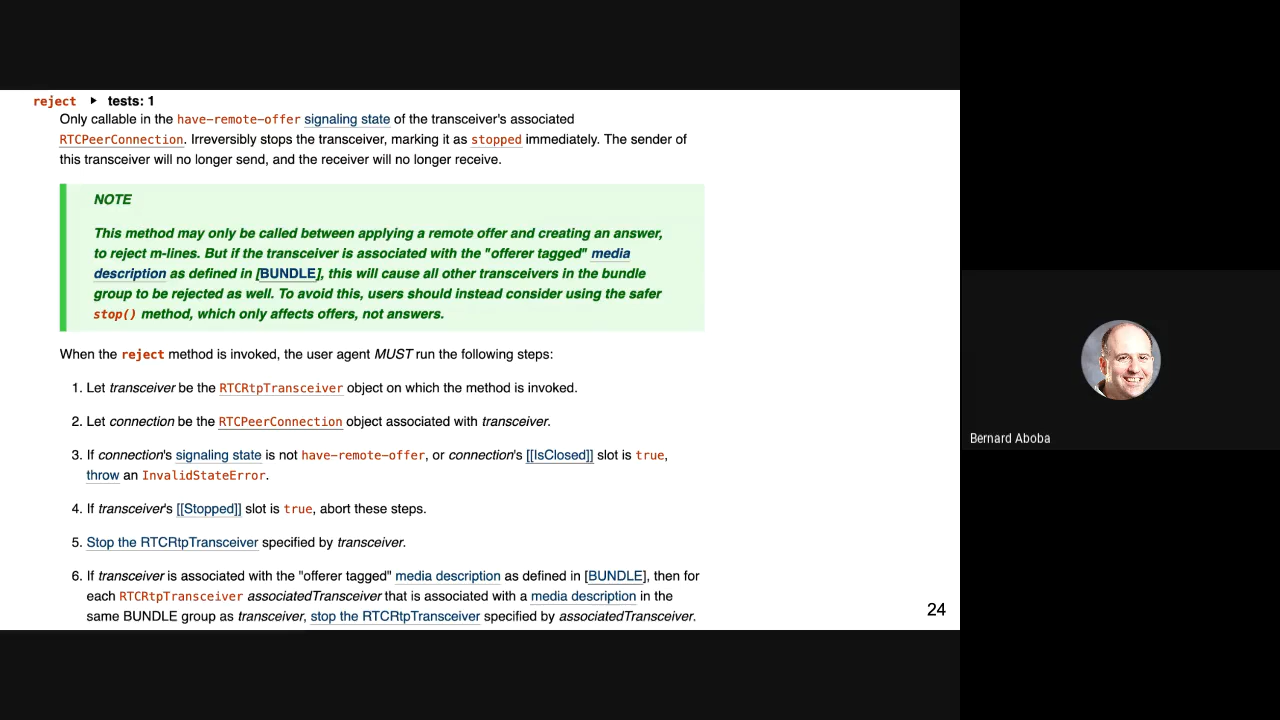 reject ▶ tests: 1
Only callable in the have-remote-offer signaling state of the transceiver's associated
RTCPeerConnection. Irreversibly stops the transceiver, marking it as stopped immediately. The sender of
this transceiver will no longer send, and the receiver will no longer receive.
NOTE
This method may only be called between applying a remote offer and creating an answer,
to reject m-lines. But if the transceiver is associated with the "offerer tagged" media
description as defined in [BUNDLE], this will cause all other transceivers in the bundle
group to be rejected as well. To avoid this, users should instead consider using the safer
stop() method, which only affects offers, not answers.
When the reject method is invoked, the user agent MUST run the following steps:
1. Let transceiver be the RTCRtpTransceiver object on which the method is invoked.
2. Let connection be the RTCPeerConnection object associated with transceiver.
3. If connection's signaling state is not have-remote-offer, or connection's [[IsClosed]] slot is true,
throw an InvalidStateError.
4. If transceiver's [[Stopped]] slot is true, abort these steps.
5. Stop the RTCRtpTransceiver specified by transceiver.
6. If transceiver is associated with the "offerer tagged" media description as defined in [BUNDLE], then for
each RTCRtpTransceiver associatedTransceiver that is associated with a media description in the
same BUNDLE group as transceiver, stop the RTCRtpTransceiver specified by associatedTransceiver.
24
Bernard Aboba